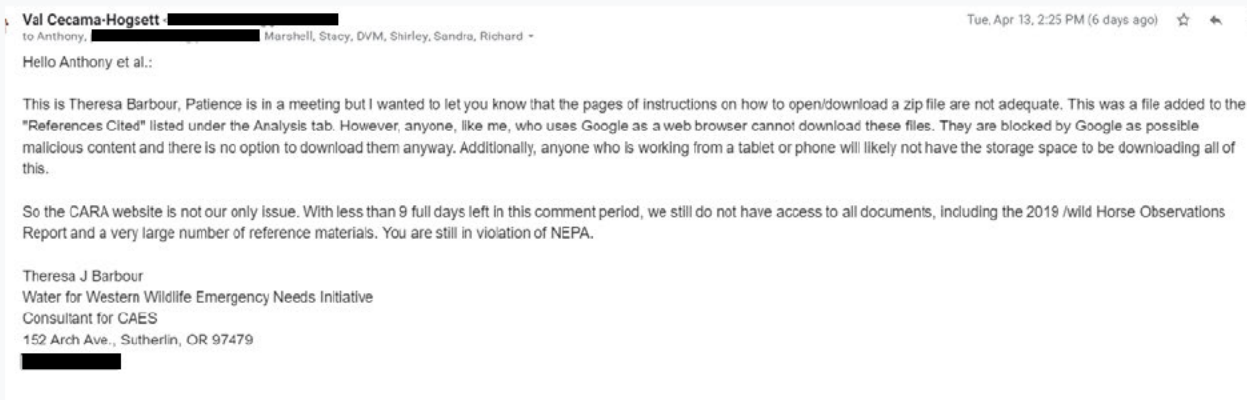 Val Cecama-Hogsett
Tue, Apr 13, 2:25 PM (6 days ago)
to Anthony, Marshell, Stacy, DVM, Shirley, Sandra, Richard
Hello Anthony et al.:
This is Theresa Barbour, Patience is in a meeting but I wanted to let you know that the pages of instructions on how to open/download a zip file are not adequate. This was a file added to the
"References Cited" listed under the Analysis tab. However, anyone, like me, who uses Google as a web browser cannot download these files. They are blocked by Google as possible
malicious content and there is no option to download them anyway. Additionally, anyone who is working from a tablet or phone will likely not have the storage space to be downloading all of
this.
So the CARA website is not our only issue. With less than 9 full days left in this comment period, we still do not have access to all documents, including the 2019 /wild Horse Observations
Report and a very large number of reference materials. You are still in violation of NEPA.
Theresa J Barbour
Water for Western Wildlife Emergency Needs Initiative
Consultant for CAES
152 Arch Ave., Sutherlin, OR 97479